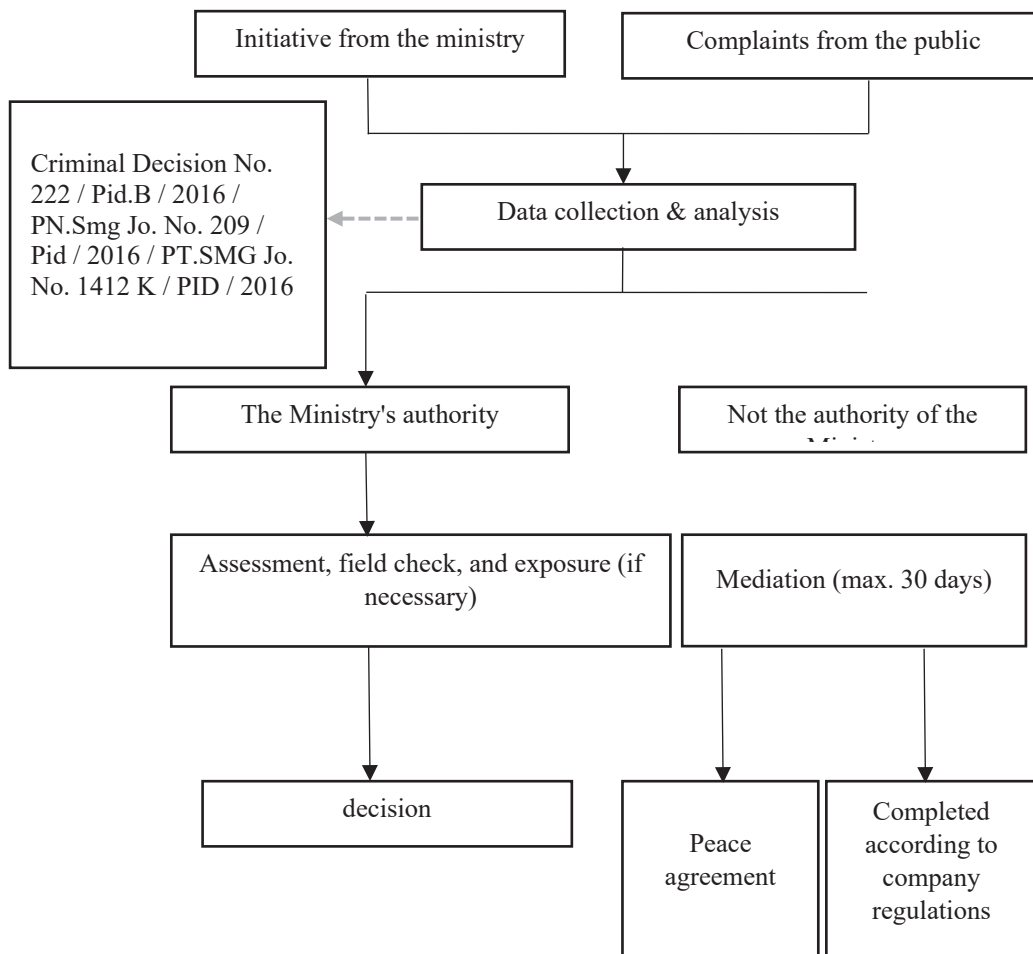 Initiative from the ministry
Complaints from the public
Criminal Decision No.
222 / Pid.B / 2016 /
PN.Smg Jo. No. 209 /
Pid / 2016 / PT.SMG Jo.
No. 1412 K / PID / 2016
Data collection & analysis
The Ministry's authority
Not the authority of the
Assessment, field check, and exposure (if
necessary)
Mediation (max. 30 days)
decision
Peace
agreement
Completed
according to
company
regulations